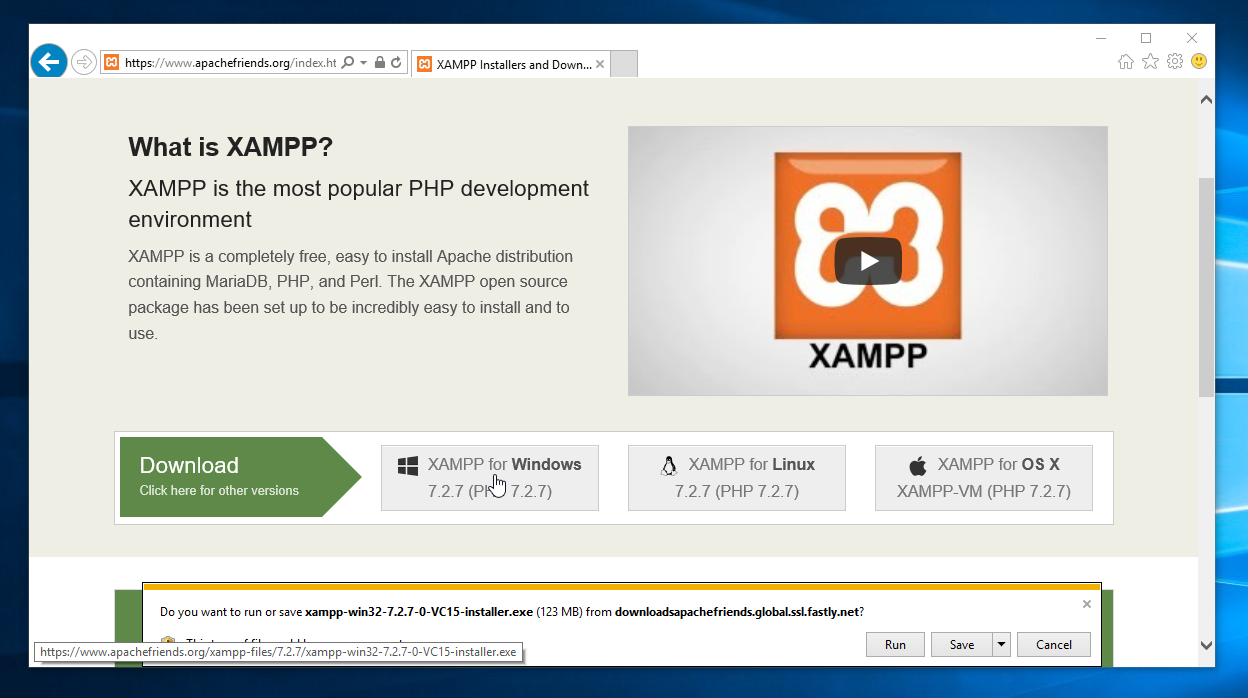 https://www.apachefriends.org/index.ht
XAMPP Installers and Down...
What is XAMPP?
XAMPP is the most popular PHP development
environment
XAMPP is a completely free, easy to install Apache distribution
containing MariaDB, PHP, and Perl. The XAMPP open source
package has been set up to be incredibly easy to install and to
use.
XAMPP
Download
Click here for other versions
XAMPP for Windows
7.2.7 (PHP 7.2.7)
XAMPP for Linux
7.2.7 (PHP 7.2.7)
XAMPP for OS X
XAMPP-VM (PHP 7.2.7)
Do you want to run or save xampp-win32-7.2.7-0-VC15-installer.exe (123 MB) from downloadsapachefriends.global.ssl.fastly.net?
Run
Save
Cancel
https://www.apachefriends.org/xampp-files/7.2.7/xampp-win32-7.2.7-0-VC15-installer.exe